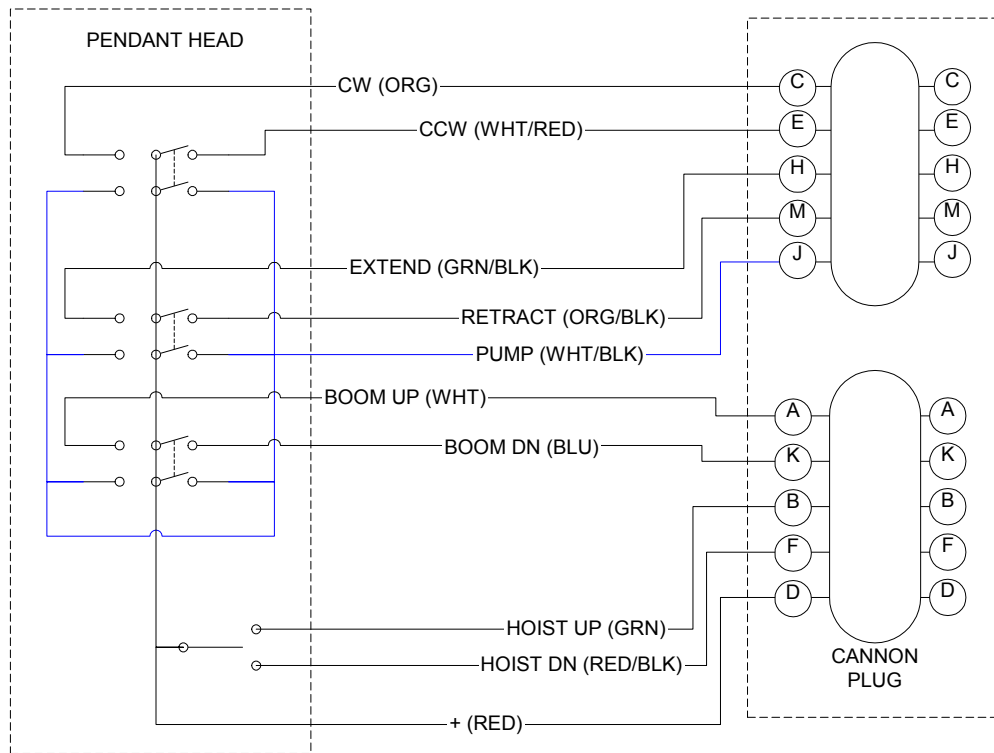 PENDANT HEAD
CW (ORG)
CCW (WHT/RED)
EXTEND (GRN/BLK)
RETRACT (ORG/BLK)
PUMP (WHT/BLK)
BOOM UP (WHT)
BOOM DN (BLU)
HOIST UP (GRN)
HOIST DN (RED/BLK)
+ (RED)
C
E
H
M
J
C
E
H
M
J
A
K
B
F
D
A
K
B
F
D
CANNON
PLUG